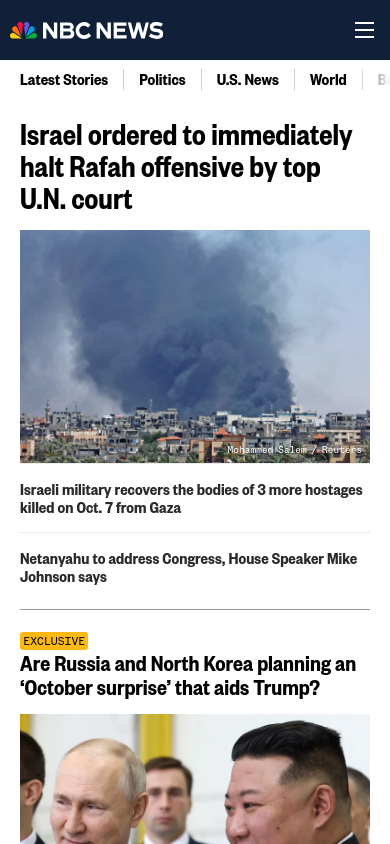 NBC NEWS
Latest Stories
Politics
U.S. News
World
Israel ordered to immediately
halt Rafah offensive by top
U.N. court
Mohammed Salem / Reuters
Israeli military recovers the bodies of 3 more hostages
killed on Oct. 7 from Gaza
Netanyahu to address Congress, House Speaker Mike
Johnson says
EXCLUSIVE
Are Russia and North Korea planning an
‘October surprise’ that aids Trump?